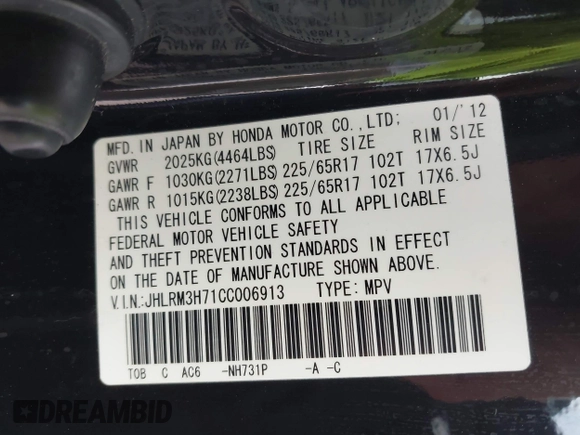 MFD. IN JAPAN BY HONDA MOTOR CO., LTD; 01/'12
GVWR 2025KG(4464LBS) TIRE SIZE RIM SIZE
GAWR F 1030KG(2271LBS) 225/65R17 102T 17X6.5J
GAWR R 1015KG(2238LBS) 225/65R17 102T 17X6.5J
THIS VEHICLE CONFORMS TO ALL APPLICABLE
FEDERAL MOTOR VEHICLE SAFETY
AND THEFT PREVENTION STANDARDS IN EFFECT
ON THE DATE OF MANUFACTURE SHOWN ABOVE.
V.I.N.:JHLRM3H71CC006913 TYPE: MPV
TOB C AC6 -NH731P -A -C
DREAMBID